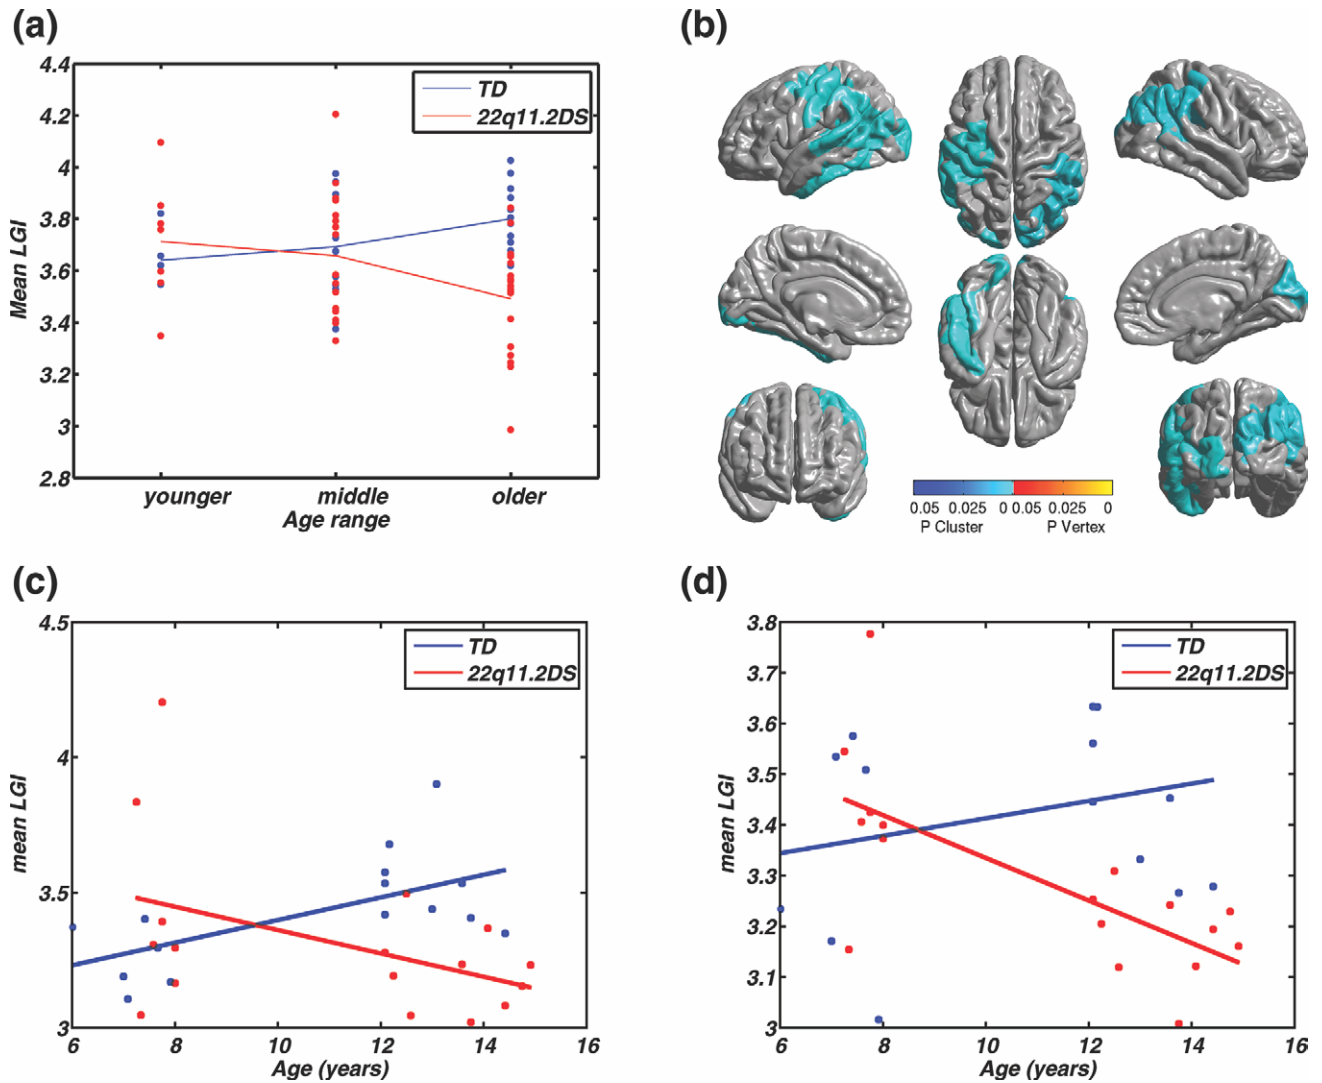 (a)
4.4
4.2
4
3.8
3.6
3.4
3.2
3
2.8
Mean LGI
TD
22q11.2DS
younger middle older
Age range
(b)
0.05 0.025 0 0.05 0.025 0
P Cluster P Vertex
(c)
4.5
4
3.5
3
mean LGI
TD
22q11.2DS
6 8 10 12 14 16
Age (years)
(d)
3.8
3.7
3.6
3.5
3.4
3.3
3.2
3.1
3
mean LGI
TD
22q11.2DS
6 8 10 12 14 16
Age (years)